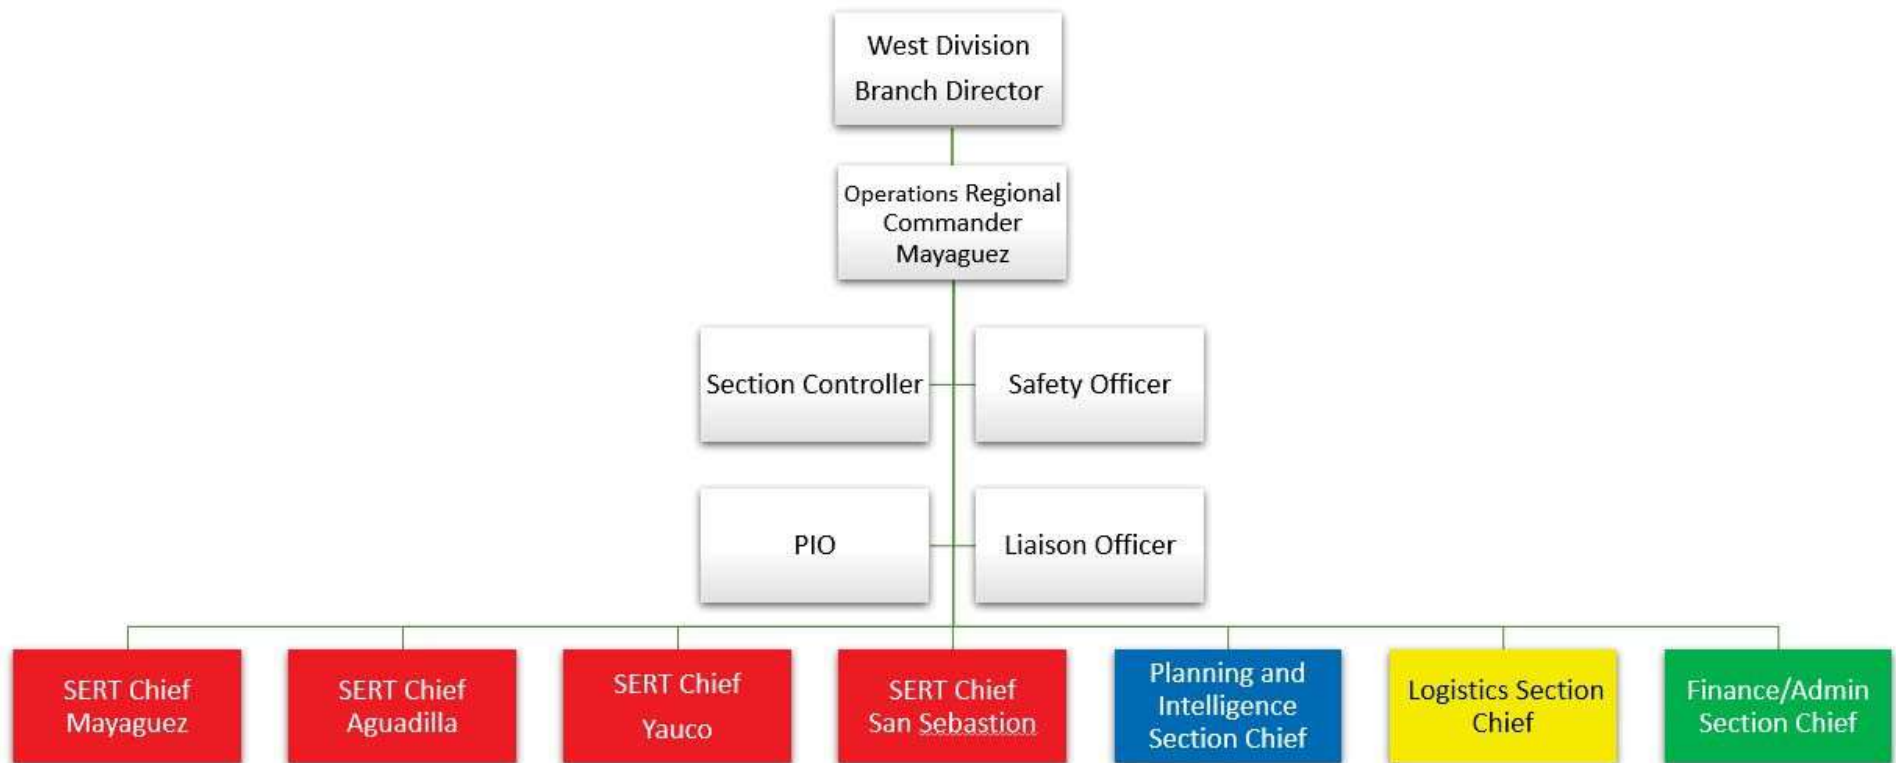 West Division
Branch Director
Operations Regional
Commander
Mayaguez
Section Controller
Safety Officer
PIO
Liaison Officer
SERT Chief
Mayaguez
SERT Chief
Aguadilla
SERT Chief
Yauco
SERT Chief
San Sebastion
Planning and
Intelligence
Section Chief
Logistics Section
Chief
Finance/Admin
Section Chief